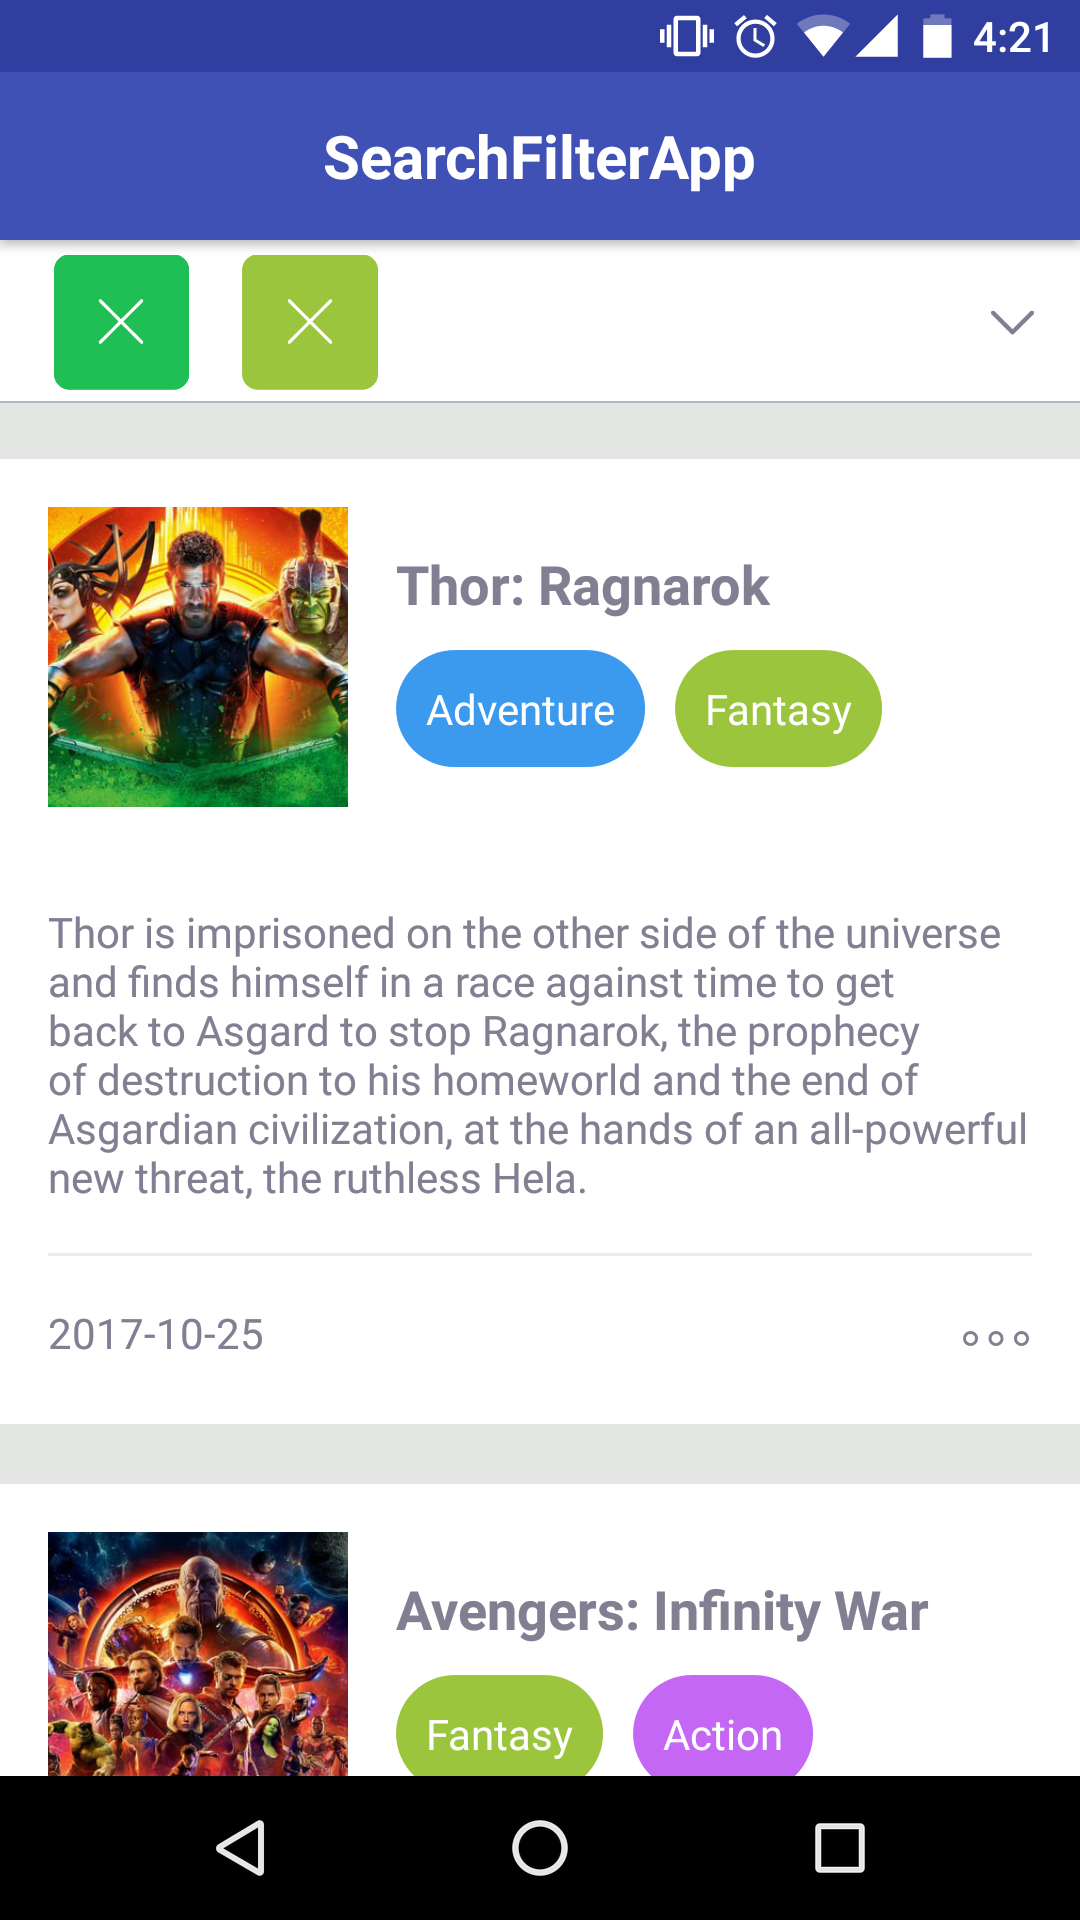 4:21
SearchFilterApp
Thor: Ragnarok
Adventure Fantasy
Thor is imprisoned on the other side of the universe
and finds himself in a race against time to get
back to Asgard to stop Ragnarok, the prophecy
of destruction to his homeworld and the end of
Asgardian civilization, at the hands of an all-powerful
new threat, the ruthless Hela.
2017-10-25
Avengers: Infinity War
Fantasy Action